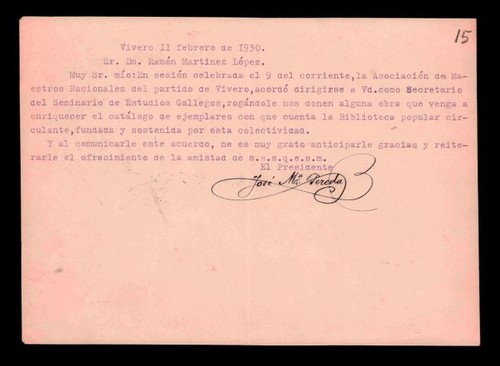 15
Vivero 11 febrero de 1930.
Sr. Dn. Ramón Martínez López.
Muy Sr. mío:En sesión celebrada el 9 del corriente,la Asociación de Ma-
estros Nacionales del partido de Vivero,acordó dirigirse a Vd.como Secretario
del Seminario de Estudios Gallegos,rogándole nos donen alguna obra que venga a
enriquecer el catálogo de ejemplares con que cuenta la Biblioteca popular cir-
culante,fundada y sostenida por esta colectividad.
Y al comunicarle este acuerdo, me es muy grato anticiparle gracias y reite-
rarle el ofrecimiento de la amistad de s.s.s.q.e.s.m.
El Presidente
José Mª Pereda